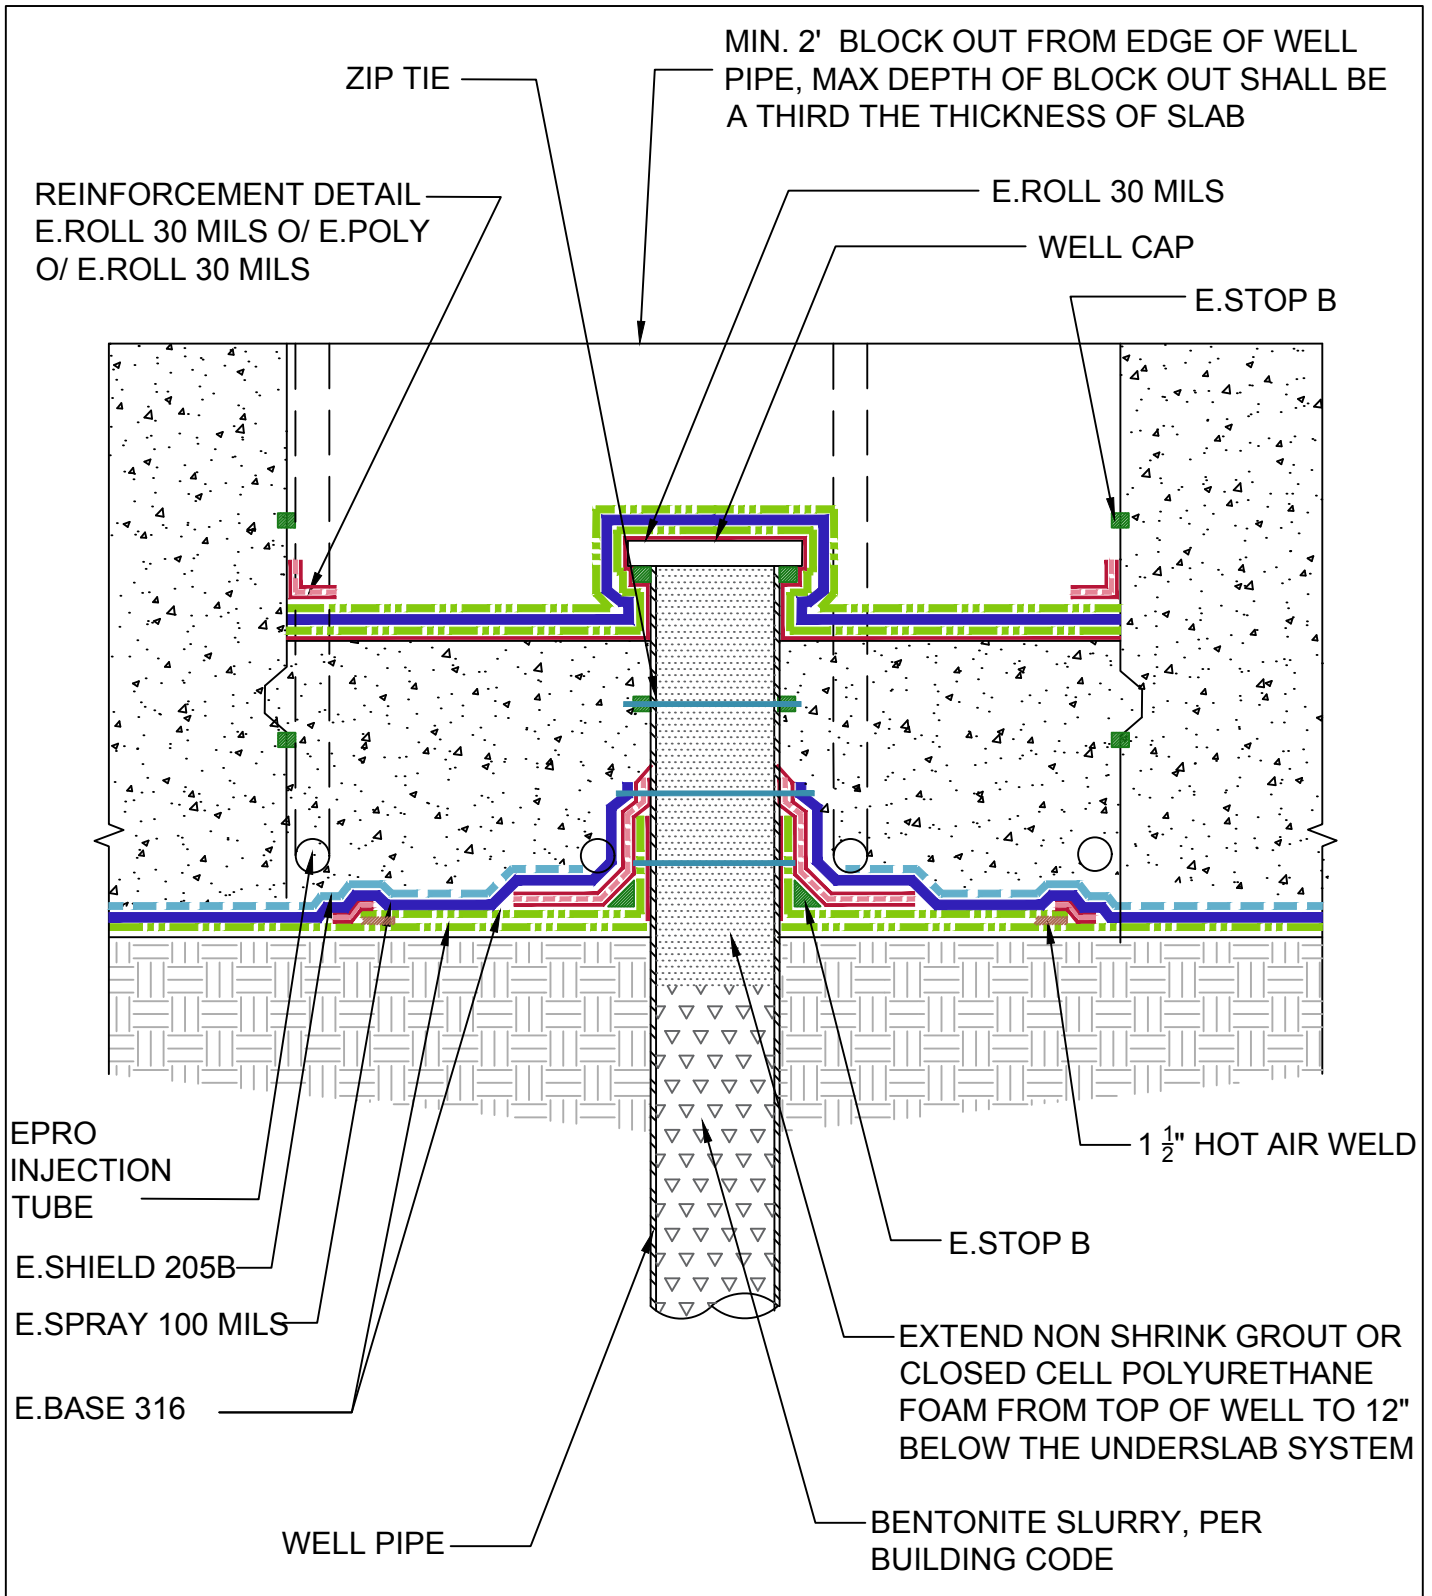 MIN. 2' BLOCK OUT FROM EDGE OF WELL
PIPE, MAX DEPTH OF BLOCK OUT SHALL BE
A THIRD THE THICKNESS OF SLAB
ZIP TIE
REINFORCEMENT DETAIL
E.ROLL 30 MILS O/ E.POLY
O/ E.ROLL 30 MILS
E.ROLL 30 MILS
WELL CAP
E.STOP B
EPRO
INJECTION
TUBE
1 1/2" HOT AIR WELD
E.STOP B
E.SHIELD 205B
E.SPRAY 100 MILS
E.BASE 316
EXTEND NON SHRINK GROUT OR
CLOSED CELL POLYURETHANE
FOAM FROM TOP OF WELL TO 12"
BELOW THE UNDERSLAB SYSTEM
WELL PIPE
BENTONITE SLURRY, PER
BUILDING CODE